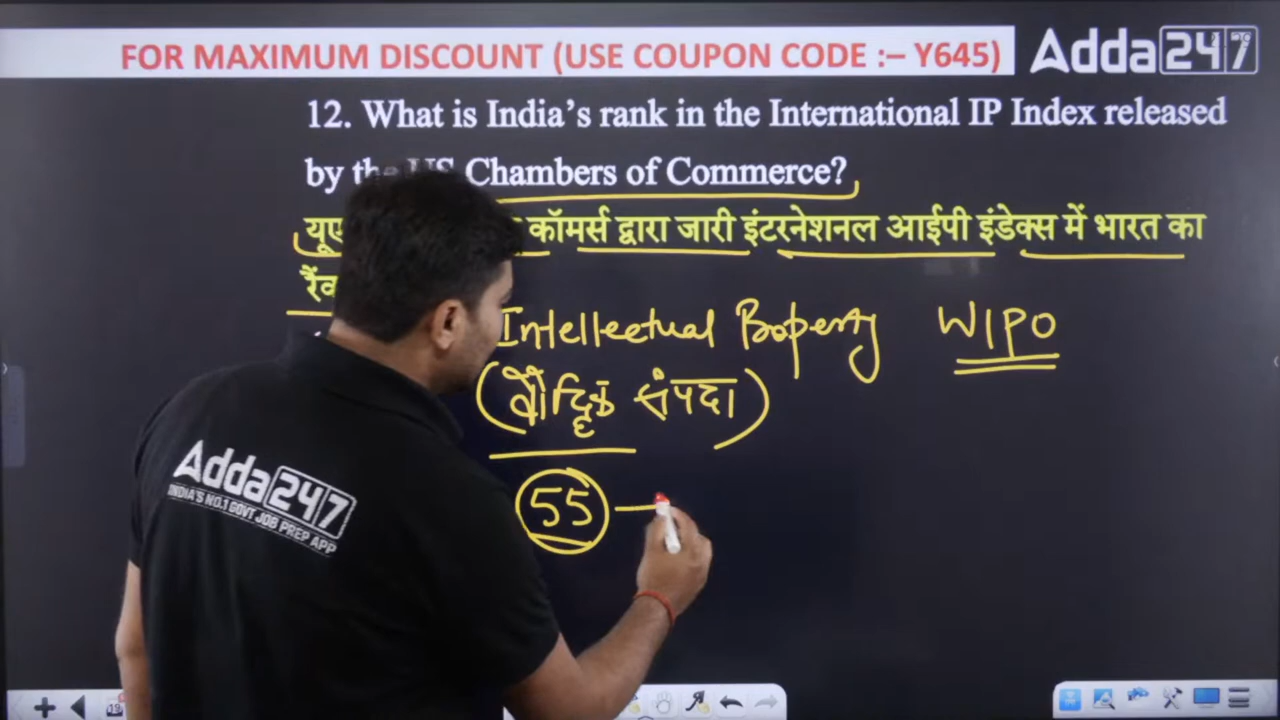 FOR MAXIMUM DISCOUNT (USE COUPON CODE :– Y645)
Adda247
12. What is India's rank in the International IP Index released
by the US Chambers of Commerce?
कॉमर्स द्वारा जारी इंटरनेशनल आईपी इंडेक्स में भारत का
Intellectual Boperty WIPO
(बौद्धिक संपदा)
55
Adda247
INDIA'S NO.1 GOVT JOB PREP APP